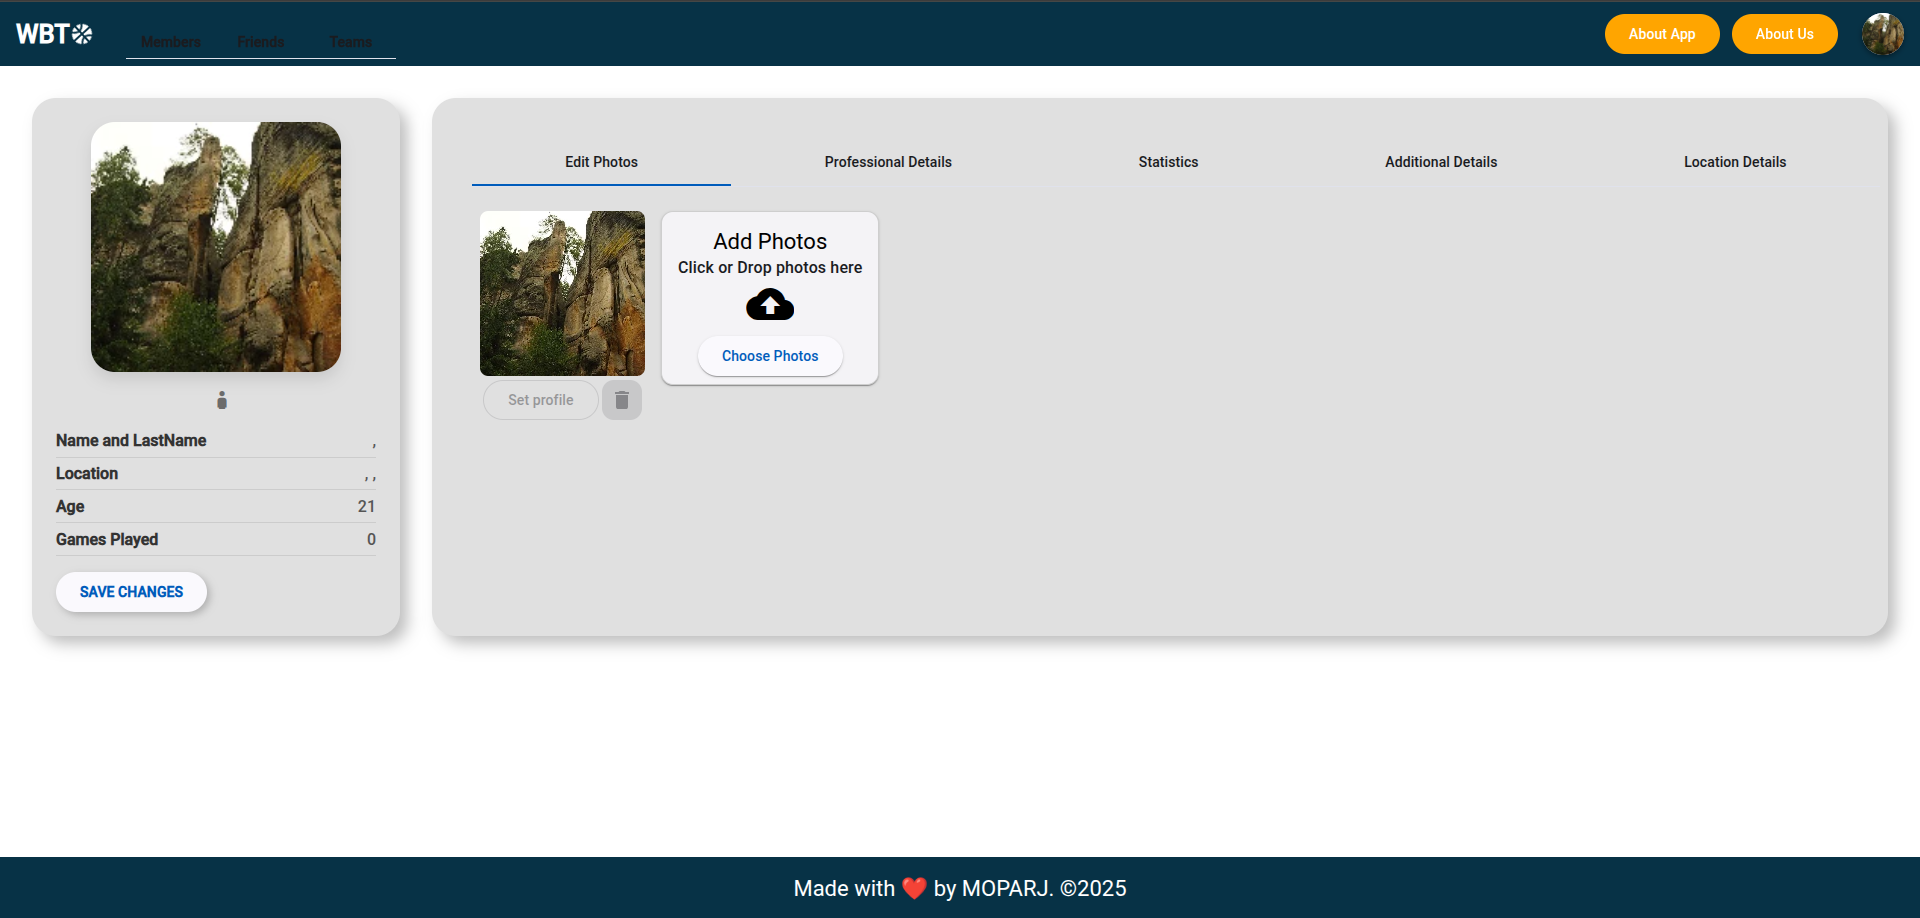 WBT
Members Friends Teams
About App
About Us
Name and LastName ,
Location , ,
Age 21
Games Played 0
SAVE CHANGES
Edit Photos
Professional Details
Statistics
Additional Details
Location Details
Set profile
Add Photos
Click or Drop photos here
Choose Photos
Made with ❤️ by MOPARJ. ©2025